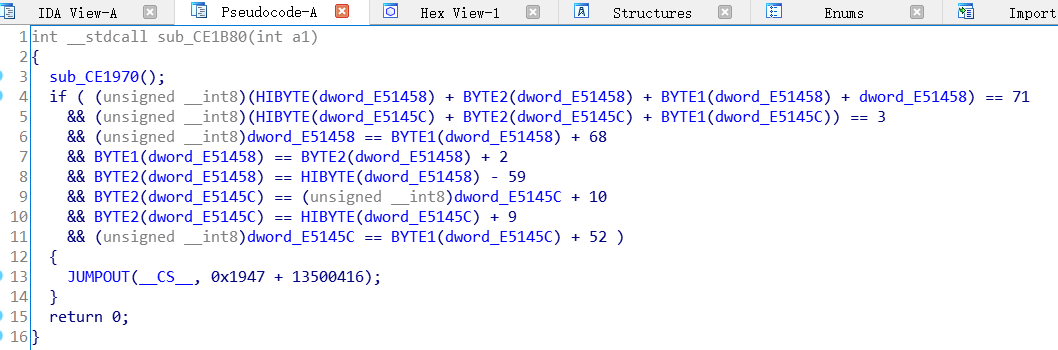 IDA View-A Pseudocode-A Hex View-1 Structures Enums Import
1 int __stdcall sub_CE1B80(int a1)
2 {
3 sub_CE1970();
4 if ( (unsigned __int8)(HIBYTE(dword_E51458) + BYTE2(dword_E51458) + BYTE1(dword_E51458) + dword_E51458) == 71
5 && (unsigned __int8)(HIBYTE(dword_E5145C) + BYTE2(dword_E5145C) + BYTE1(dword_E5145C)) == 3
6 && (unsigned __int8)dword_E51458 == BYTE1(dword_E51458) + 68
7 && BYTE1(dword_E51458) == BYTE2(dword_E51458) + 2
8 && BYTE2(dword_E51458) == HIBYTE(dword_E51458) - 59
9 && BYTE2(dword_E5145C) == (unsigned __int8)dword_E5145C + 10
10 && BYTE2(dword_E5145C) == HIBYTE(dword_E5145C) + 9
11 && (unsigned __int8)dword_E5145C == BYTE1(dword_E5145C) + 52 )
12 {
13 JUMPOUT(__CS__, 0x1947 + 13500416);
14 }
15 return 0;
16 }